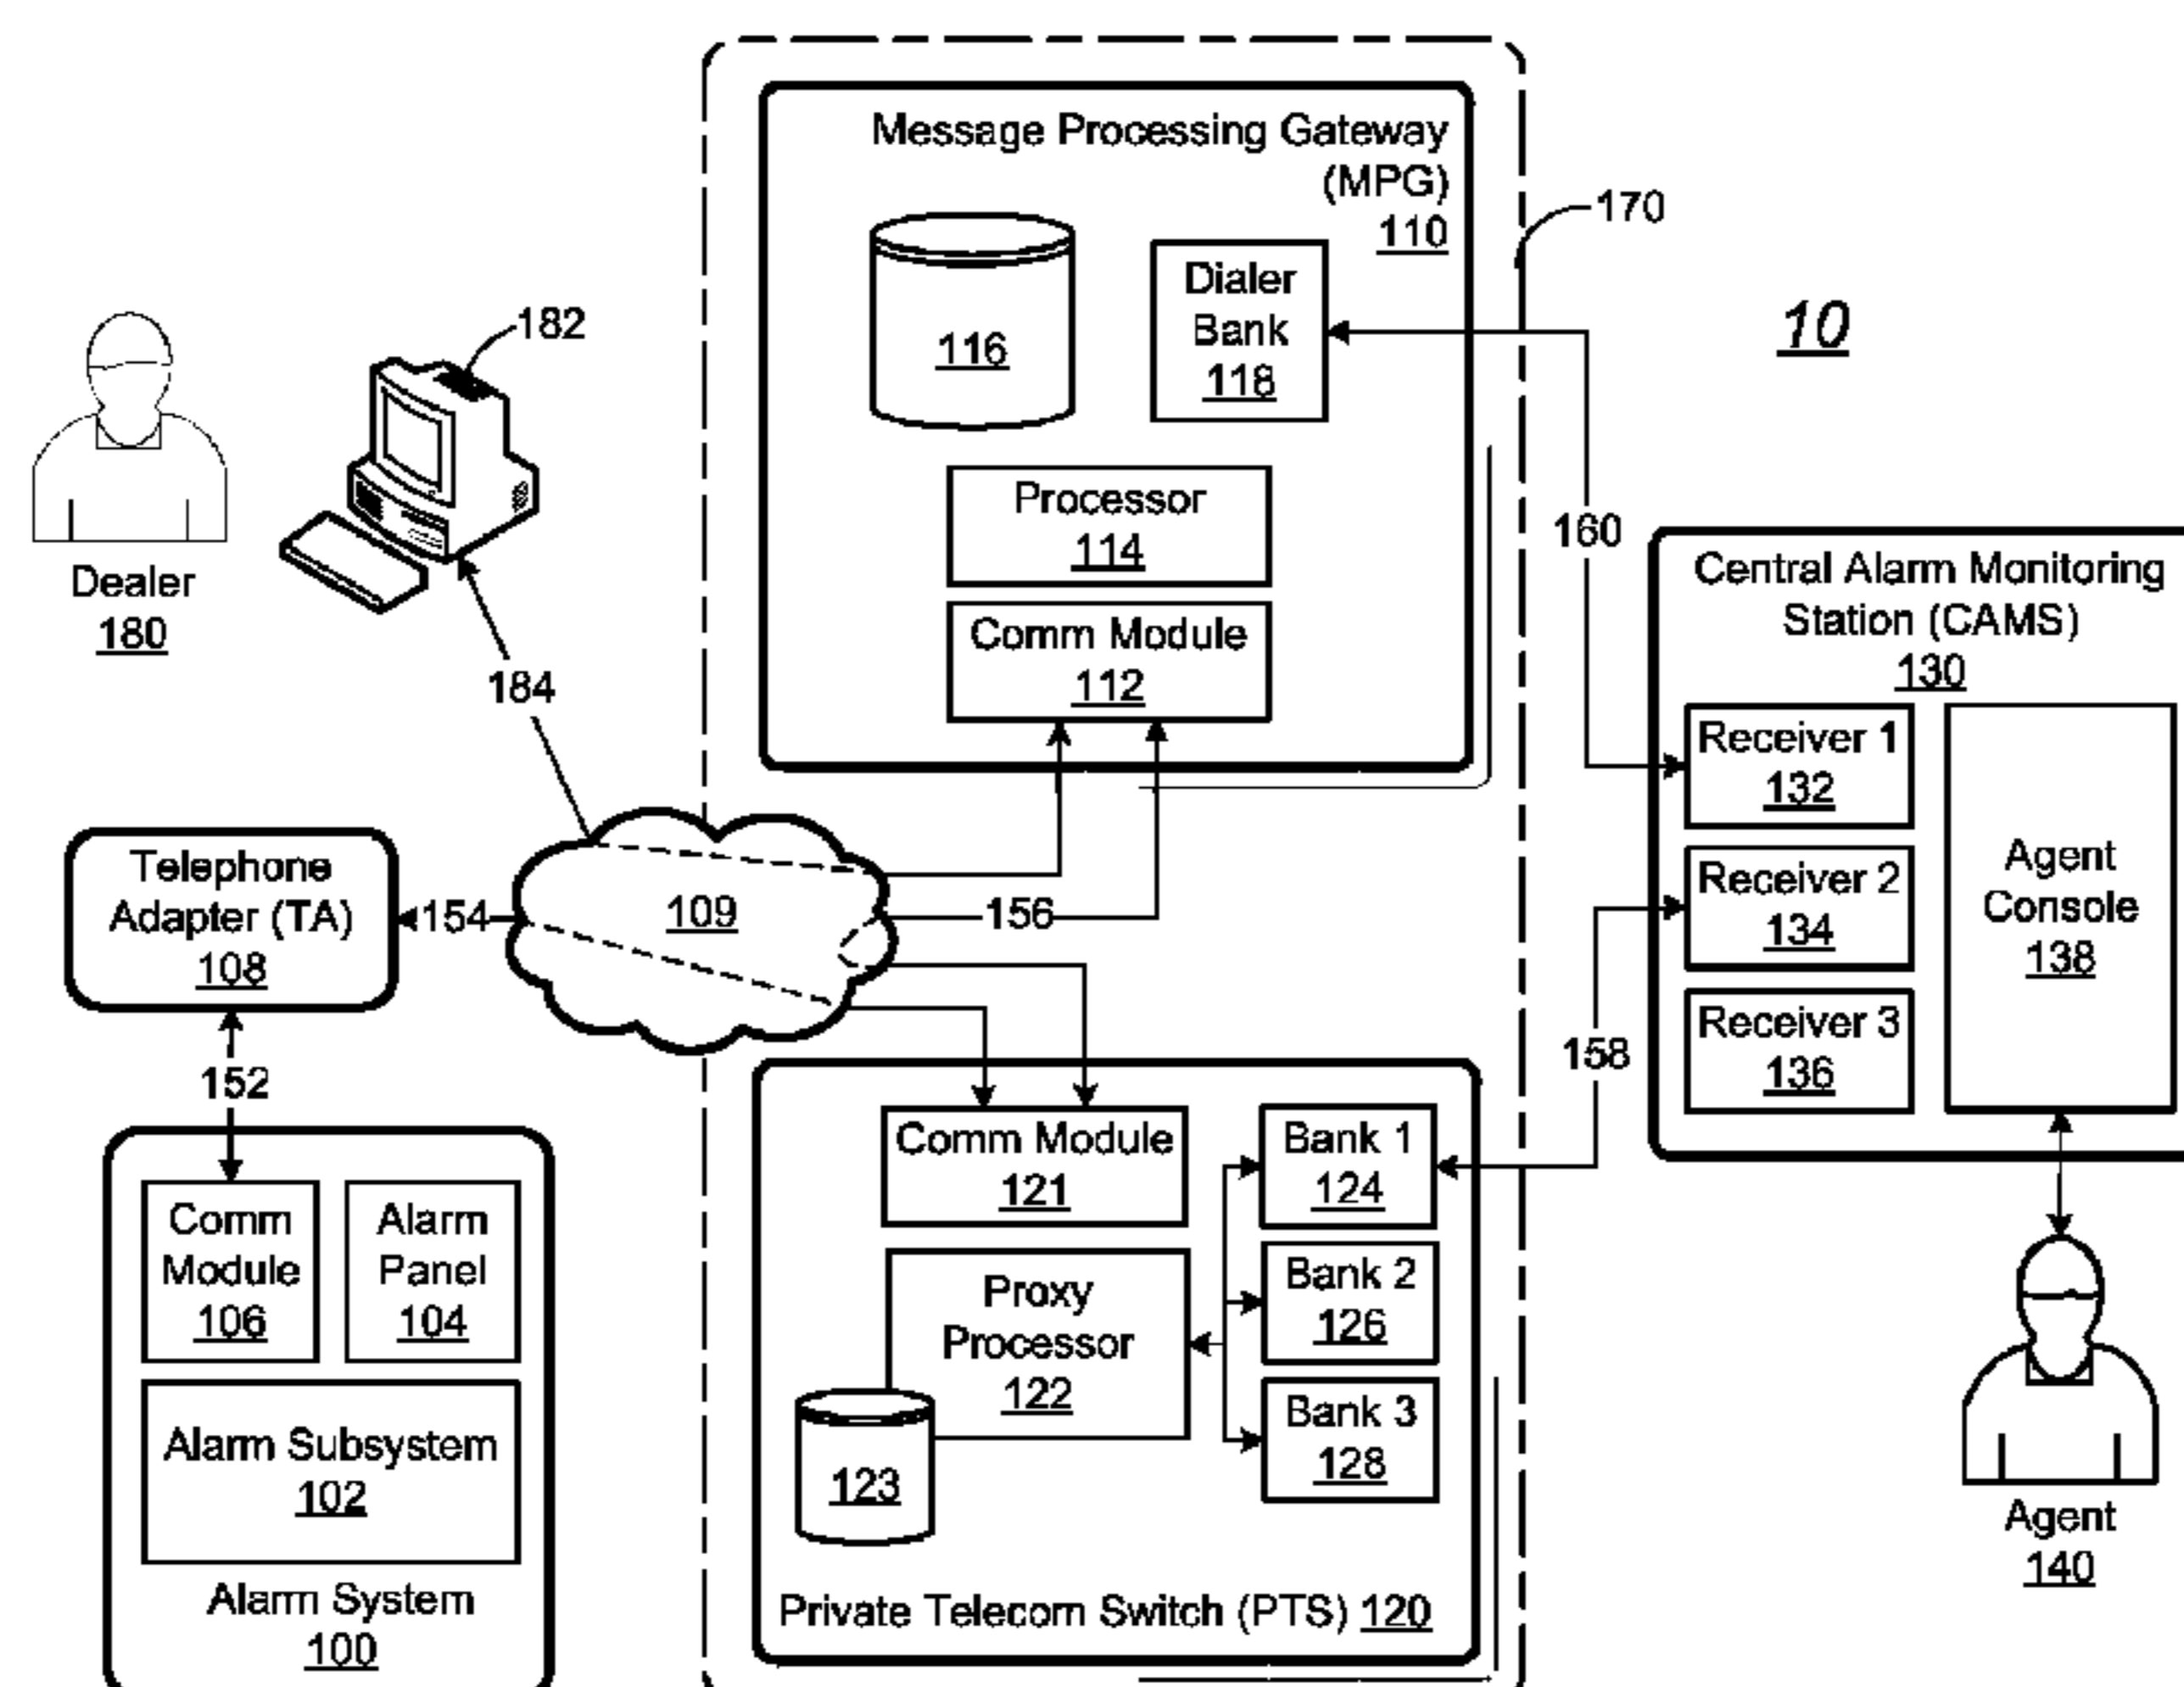 Message Processing Gateway
(MPG)
110
116
Dialer
Bank
118
Processor
114
Comm Module
112
170
10
182
Dealer
180
184
160
Central Alarm Monitoring
Station (CAMS)
130
Receiver 1
132
Receiver 2
134
Receiver 3
136
Agent
Console
138
Telephone
Adapter (TA)
108
154
109
156
152
158
Comm
Module
106
Alarm
Panel
104
Alarm Subsystem
102
Alarm System
100
Comm Module
121
Bank 1
124
Proxy
Processor
122
Bank 2
126
Bank 3
128
123
Private Telecom Switch (PTS) 120
Agent
140